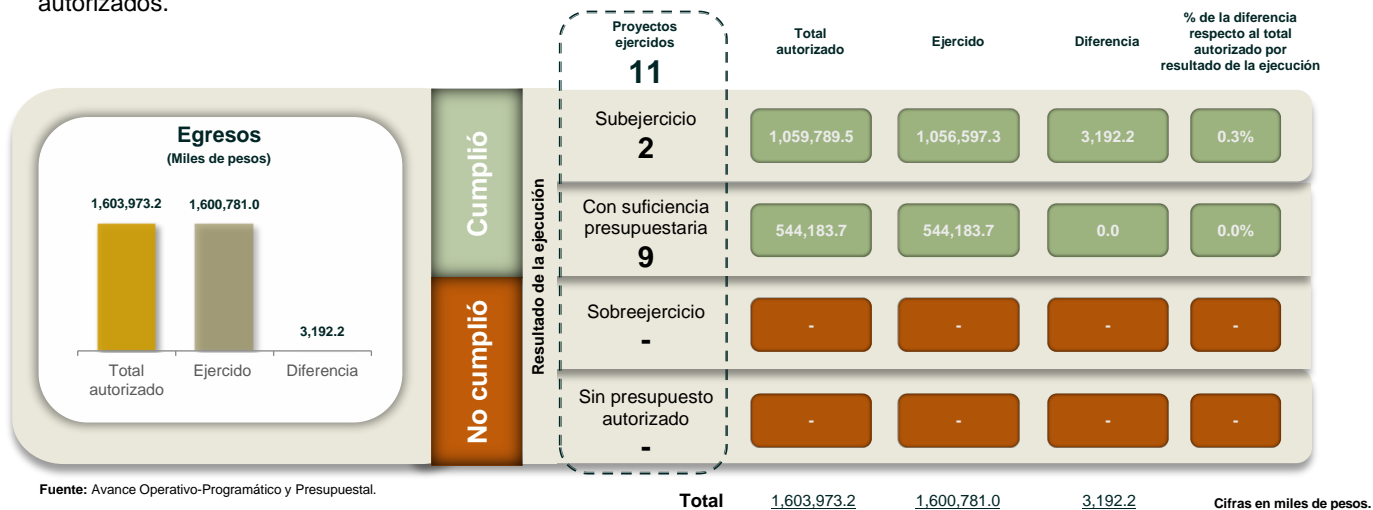 autorizados.
Proyectos
ejercidos
11
Total
autorizado
Ejercido
Diferencia
% de la diferencia
respecto al total
autorizado por
resultado de la ejecución
Egresos
(Miles de pesos)
1,603,973.2
1,600,781.0
3,192.2
Total
autorizado
Ejercido
Diferencia
Cumplió
No cumplió
Resultado de la ejecución
Subejercicio
2
1,059,789.5
1,056,597.3
3,192.2
0.3%
Con suficiencia
presupuestaria
9
544,183.7
544,183.7
0.0
0.0%
Sobreejercicio
-
-
-
-
-
Sin presupuesto
autorizado
-
-
-
-
-
Fuente: Avance Operativo-Programático y Presupuestal.
Total
1,603,973.2
1,600,781.0
3,192.2
Cifras en miles de pesos.